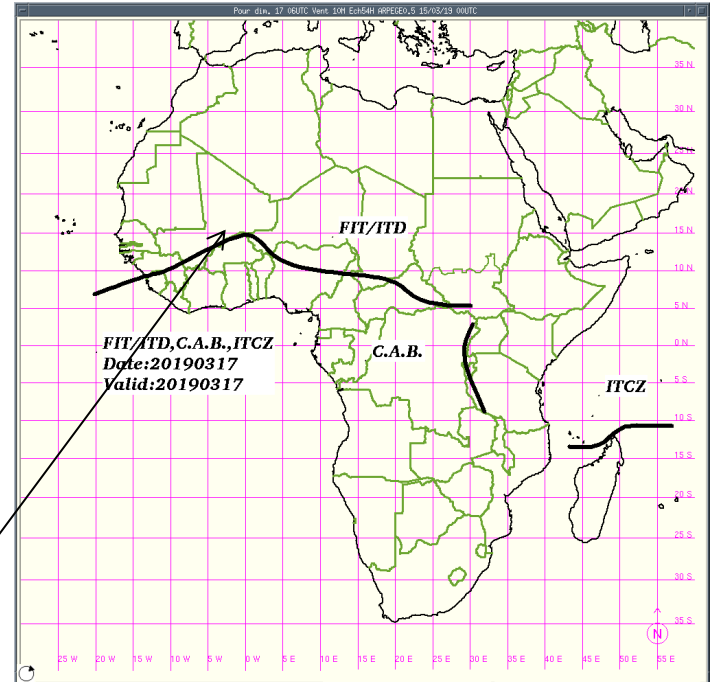 Pour dim, 17 06UTC Vent 10M Ech54H ARPEGE0,5 15/03/19 00UTC
35 N
30 N
25 N
20 N
15 N
FIT/ITD
10 N
5 N
FIT/ITD,C.A.B.,ITCZ
Date:20190317
Valid:20190317
C.A.B.
0 N
5 S
ITCZ
10 S
15 S
20 S
25 S
30 S
35 S
N
25 W 20 W 15 W 10 W 5 W 0 W 5 E 10 E 15 E 20 E 25 E 30 E 35 E 40 E 45 E 50 E 55 E